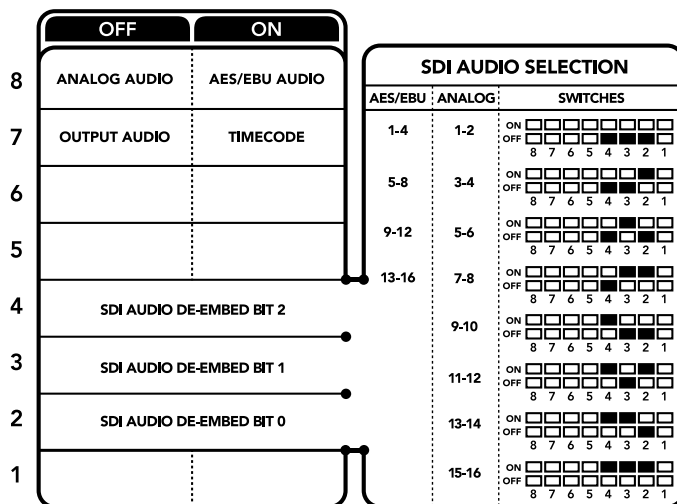 OFF ON
8 ANALOG AUDIO AES/EBU AUDIO
7 OUTPUT AUDIO TIMECODE
6
5
4 SDI AUDIO DE-EMBED BIT 2
3 SDI AUDIO DE-EMBED BIT 1
2 SDI AUDIO DE-EMBED BIT 0
1
SDI AUDIO SELECTION
AES/EBU ANALOG SWITCHES
1-4 1-2 ON
OFF
8 7 6 5 4 3 2 1
5-8 3-4 ON
OFF
8 7 6 5 4 3 2 1
9-12 5-6 ON
OFF
8 7 6 5 4 3 2 1
13-16 7-8 ON
OFF
8 7 6 5 4 3 2 1
9-10 ON
OFF
8 7 6 5 4 3 2 1
11-12 ON
OFF
8 7 6 5 4 3 2 1
13-14 ON
OFF
8 7 6 5 4 3 2 1
15-16 ON
OFF
8 7 6 5 4 3 2 1